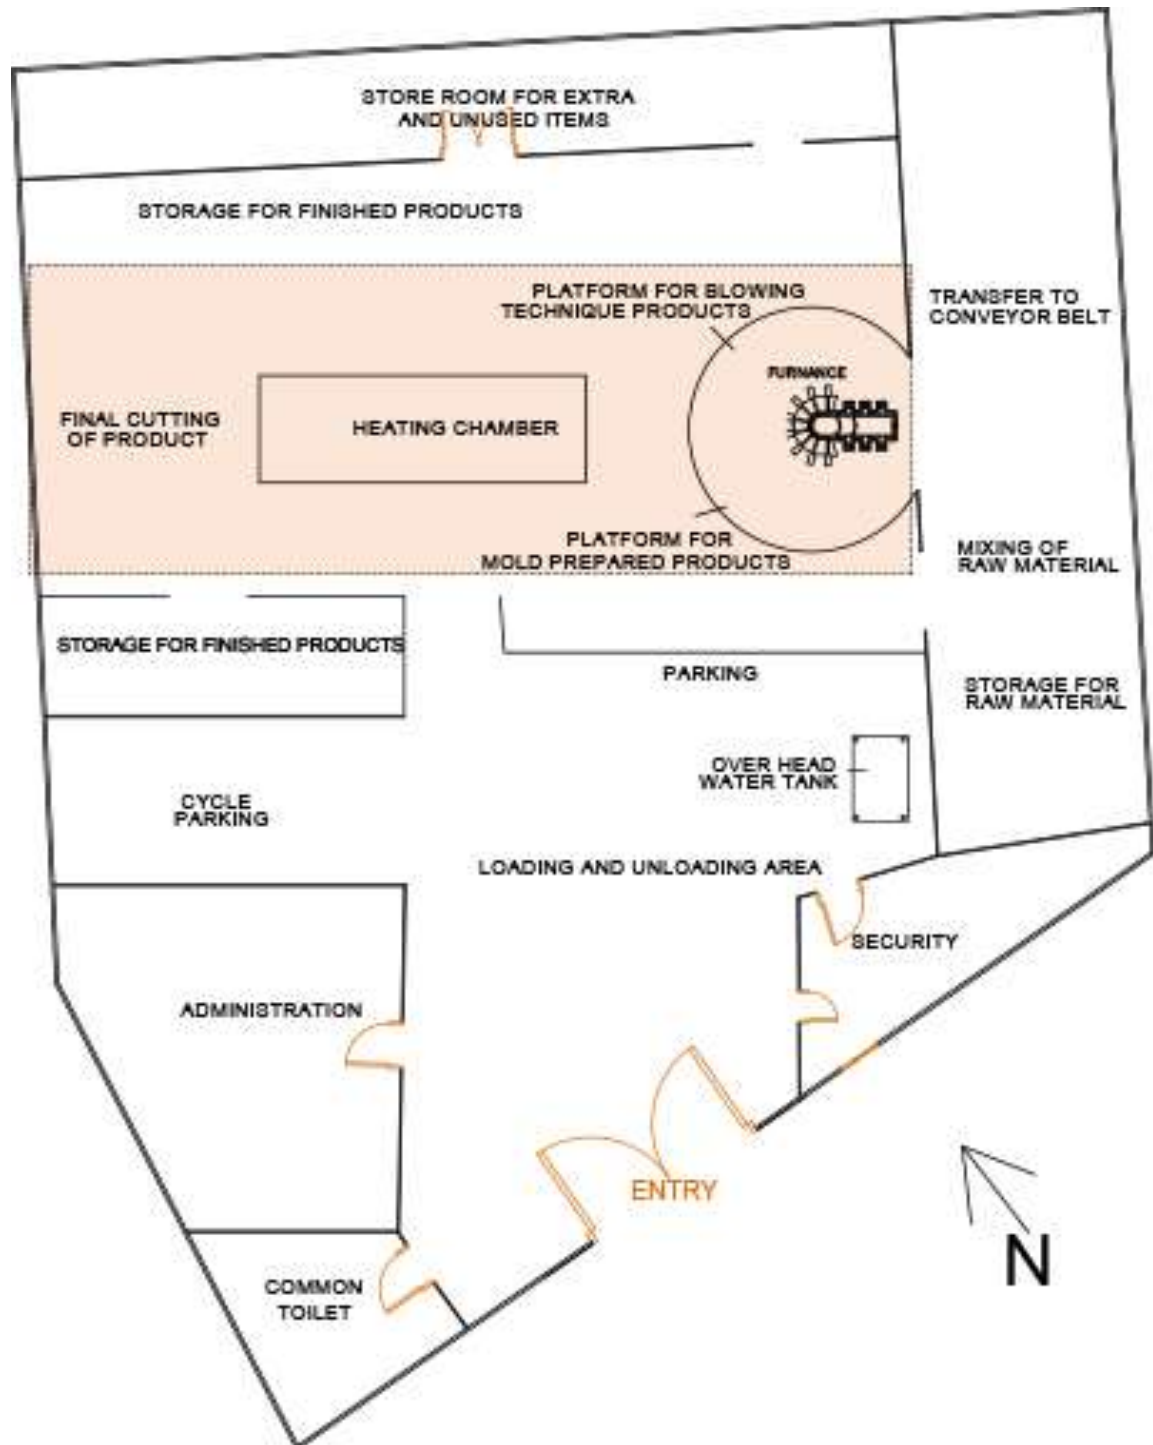 STORE ROOM FOR EXTRA
AND UNUSED ITEMS
STORAGE FOR FINISHED PRODUCTS
PLATFORM FOR BLOWING
TECHNIQUE PRODUCTS
TRANSFER TO
CONVEYOR BELT
FURNANCE
FINAL CUTTING
OF PRODUCT
HEATING CHAMBER
PLATFORM FOR
MOLD PREPARED PRODUCTS
MIXING OF
RAW MATERIAL
STORAGE FOR FINISHED PRODUCTS
PARKING
STORAGE FOR
RAW MATERIAL
OVER HEAD
WATER TANK
CYCLE
PARKING
LOADING AND UNLOADING AREA
SECURITY
ADMINISTRATION
ENTRY
N
COMMON
TOILET